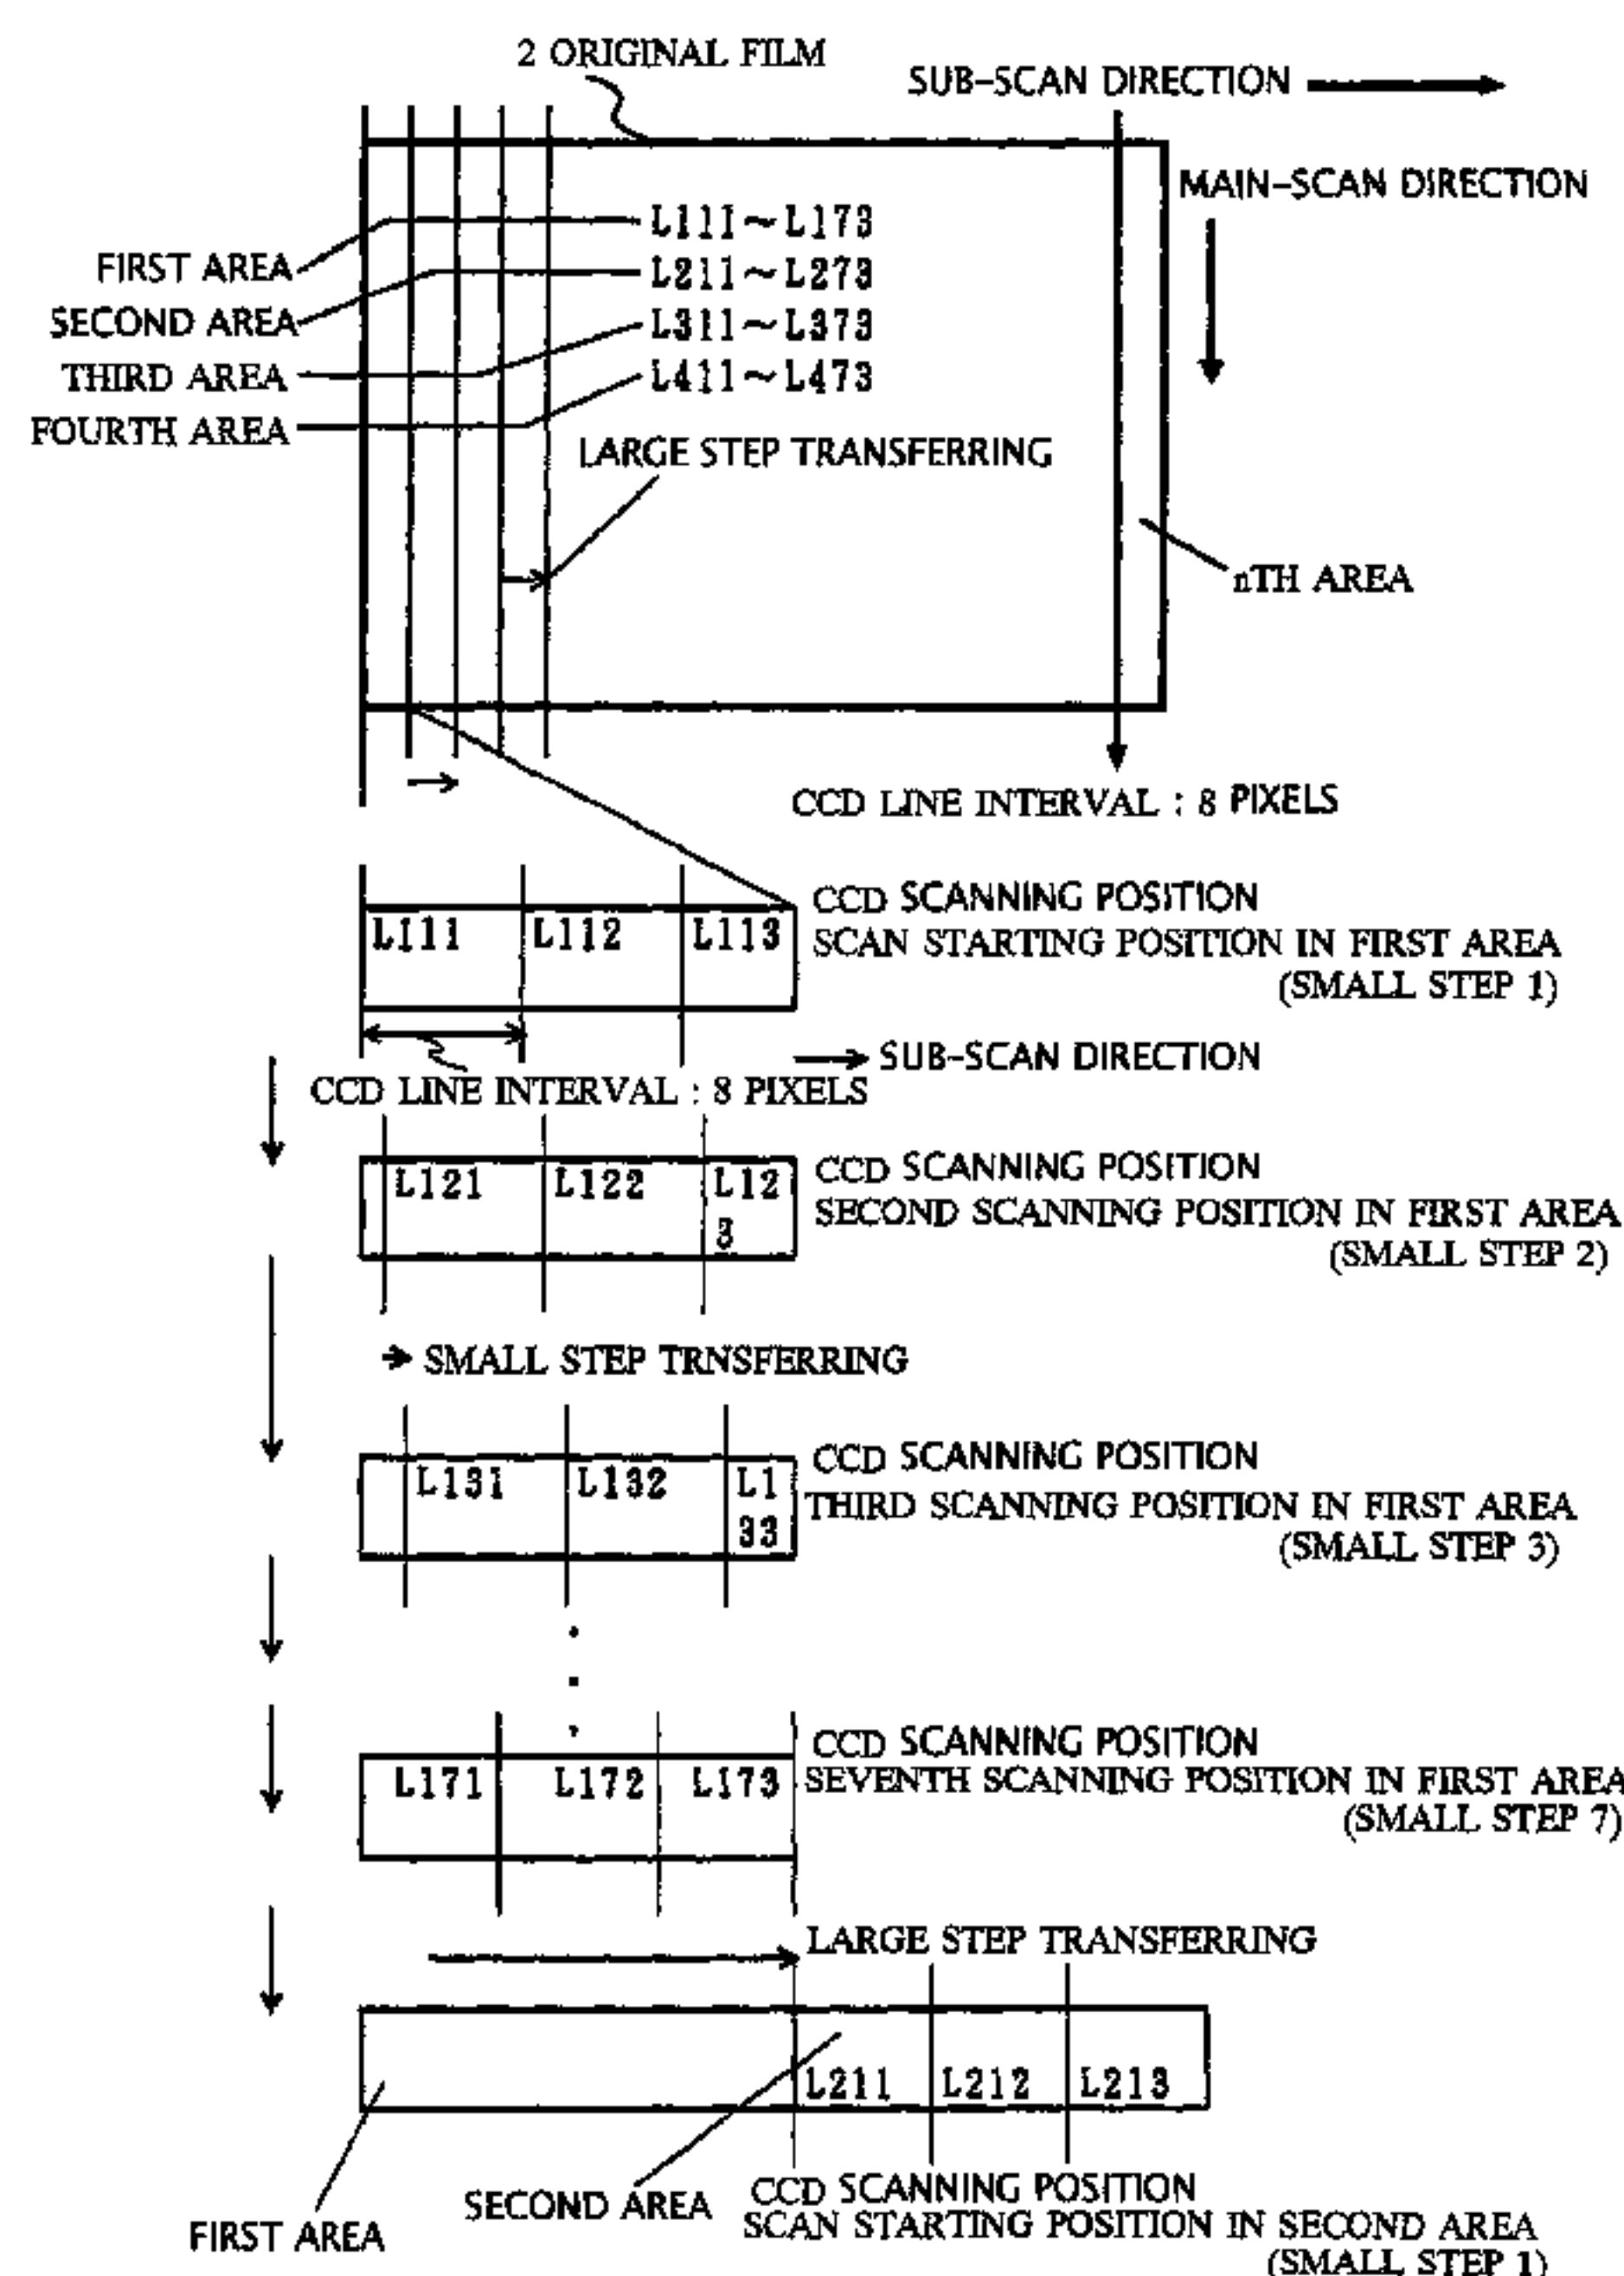 2 ORIGINAL FILM
SUB-SCAN DIRECTION
MAIN-SCAN DIRECTION
L111~L173
FIRST AREA
L211~L273
SECOND AREA
L311~L373
THIRD AREA
L411~L473
FOURTH AREA
LARGE STEP TRANSFERRING
nTH AREA
CCD LINE INTERVAL : 8 PIXELS
L111 L112 L113
CCD SCANNING POSITION
SCAN STARTING POSITION IN FIRST AREA
(SMALL STEP 1)
SUB-SCAN DIRECTION
CCD LINE INTERVAL : 8 PIXELS
L121 L122 L12
3
CCD SCANNING POSITION
SECOND SCANNING POSITION IN FIRST AREA
(SMALL STEP 2)
SMALL STEP TRNSFERRING
L131 L132 L1
33
CCD SCANNING POSITION
THIRD SCANNING POSITION IN FIRST AREA
(SMALL STEP 3)
L171 L172 L173
CCD SCANNING POSITION
SEVENTH SCANNING POSITION IN FIRST AREA
(SMALL STEP 7)
LARGE STEP TRANSFERRING
L211 L212 L213
FIRST AREA
SECOND AREA
CCD SCANNING POSITION
SCAN STARTING POSITION IN SECOND AREA
(SMALL STEP 1)